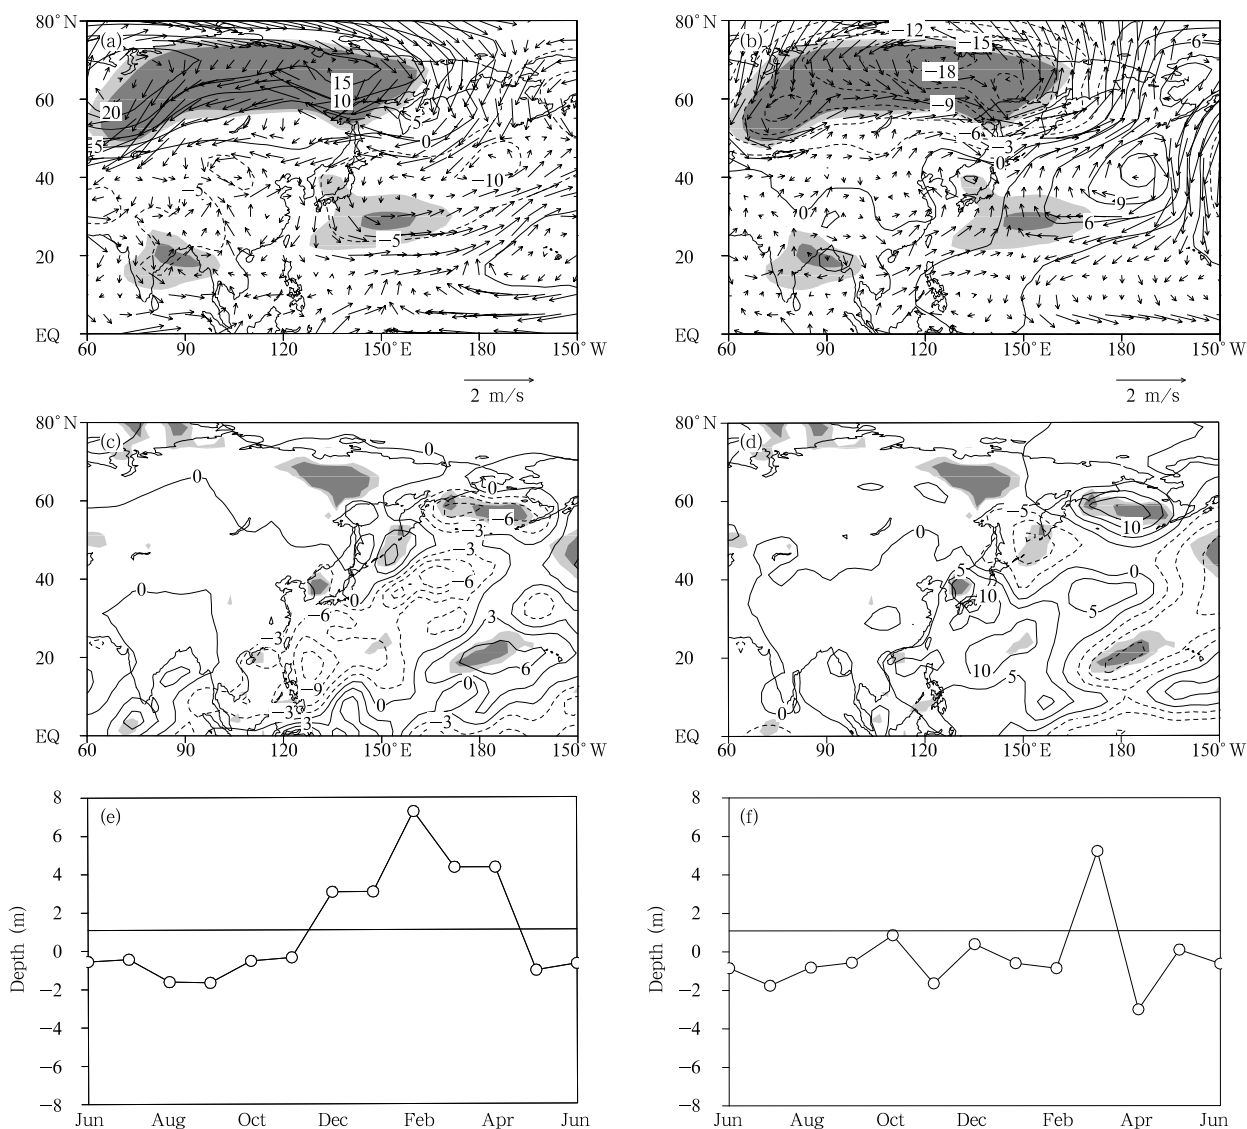 80°N (a) 15 10 20 5 0 −5 −5 −10 −5
60
40
20
EQ
60 90 120 150°E 180 150°W
2 m/s
80°N (b) −12 −15 6 −18 −9 −6 −3 0 0 9 6
60
40
20
EQ
60 90 120 150°E 180 150°W
2 m/s
80°N (c) 0 0 0 −6 −3 −3 −6 0 0 −6 −3 3 6 0 −9 0 −3 3 −3
60
40
20
EQ
60 90 120 150°E 180 150°W
80°N (d) −5 10 0 0 5 10 5 10 5 0
60
40
20
EQ
60 90 120 150°E 180 150°W
(e)
Depth (m)
8
6
4
2
0
−2
−4
−6
−8
Jun Aug Oct Dec Feb Apr Jun
(f)
Depth (m)
8
6
4
2
0
−2
−4
−6
−8
Jun Aug Oct Dec Feb Apr Jun